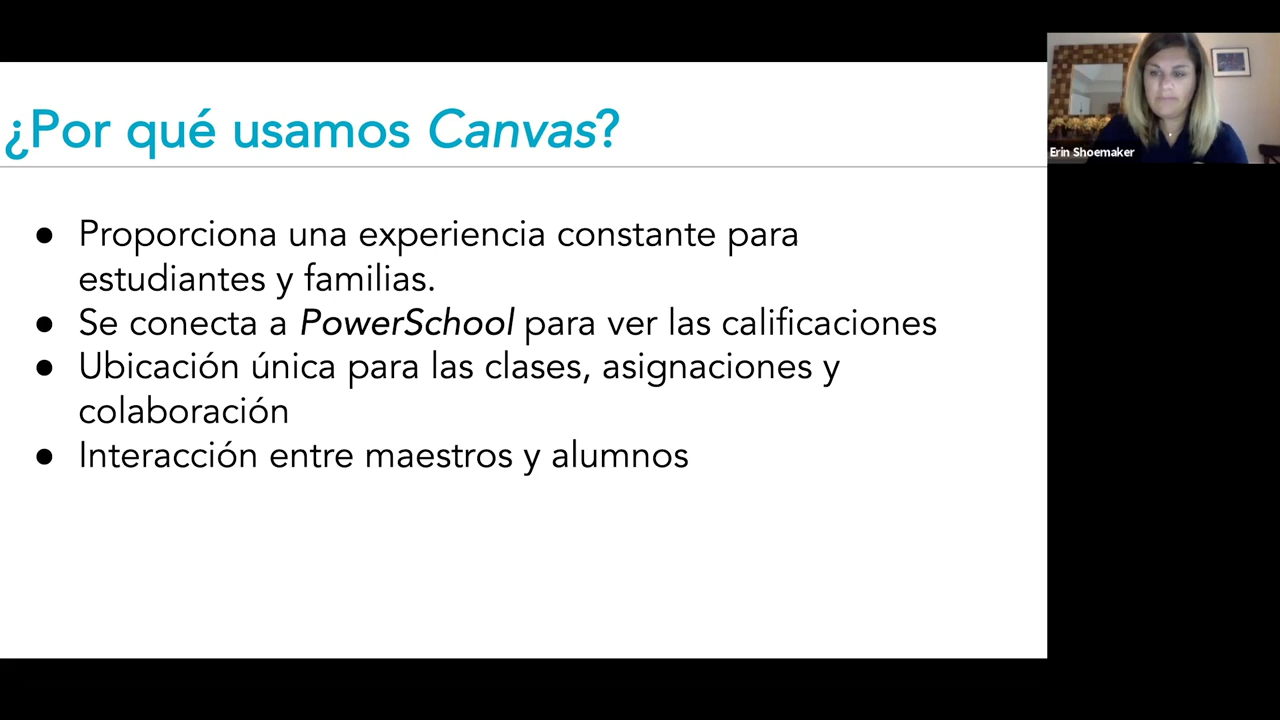 ¿Por qué usamos Canvas?
● Proporciona una experiencia constante para
estudiantes y familias.
● Se conecta a PowerSchool para ver las calificaciones
● Ubicación única para las clases, asignaciones y
colaboración
● Interacción entre maestros y alumnos
Erin Shoemaker